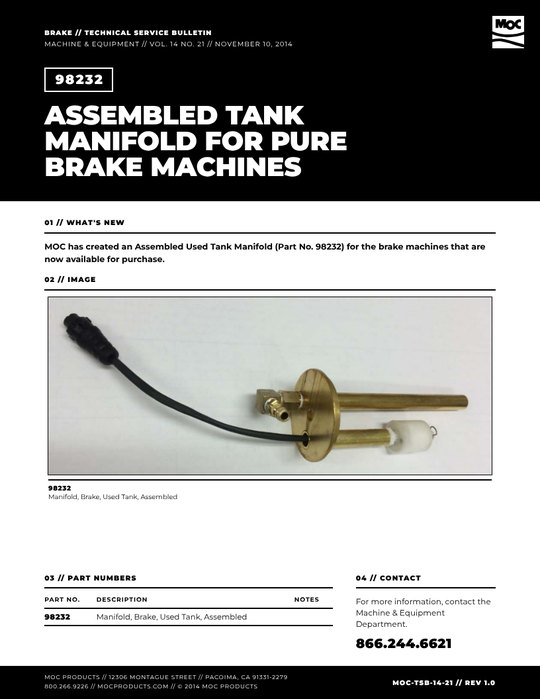 BRAKE // TECHNICAL SERVICE BULLETIN
MACHINE & EQUIPMENT // VOL. 14 NO. 21 // NOVEMBER 10, 2014
MOC
98232
ASSEMBLED TANK
MANIFOLD FOR PURE
BRAKE MACHINES
01 // WHAT'S NEW
MOC has created an Assembled Used Tank Manifold (Part No. 98232) for the brake machines that are
now available for purchase.
02 // IMAGE
98232
Manifold, Brake, Used Tank, Assembled
03 // PART NUMBERS
PART NO. DESCRIPTION NOTES
98232 Manifold, Brake, Used Tank, Assembled
04 // CONTACT
For more information, contact the
Machine & Equipment
Department.
866.244.6621
MOC PRODUCTS // 12306 MONTAGUE STREET // PACOIMA, CA 91331-2279
800.266.9226 // MOCPRODUCTS.COM // © 2014 MOC PRODUCTS
MOC-TSB-14-21 // REV 1.0